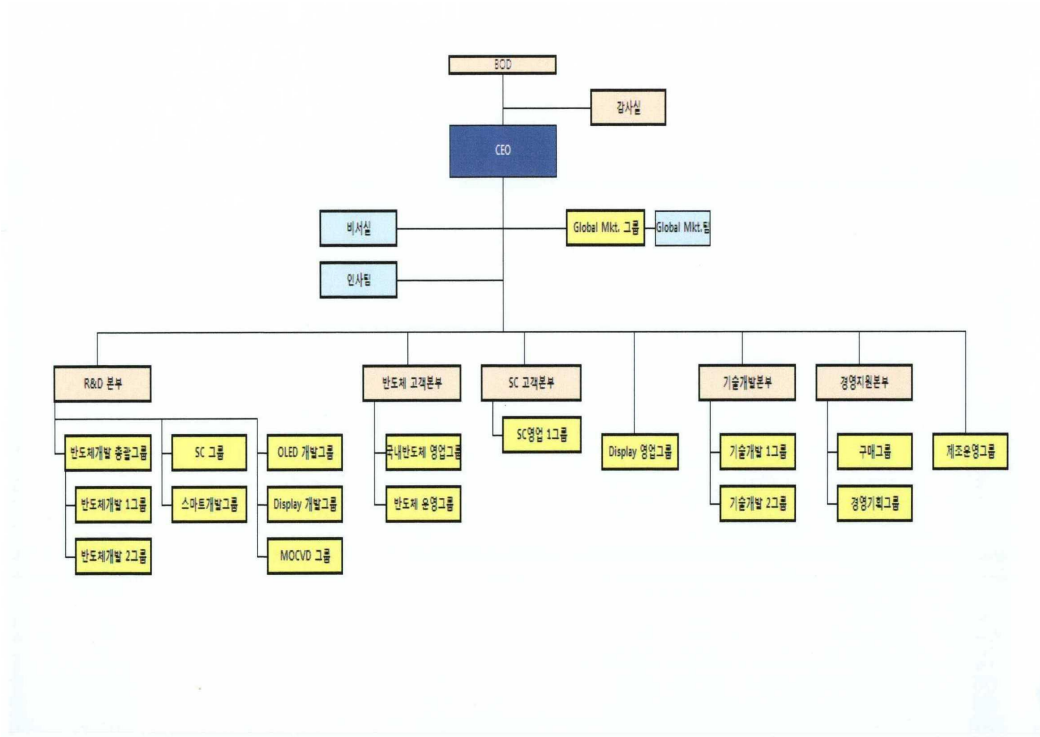 BOD
감사실
CEO
비서실
Global Mkt. 그룹
Global Mkt.팀
인사팀
R&D 본부
반도체 고객본부
SC 고객본부
기술개발본부
경영지원본부
반도체개발 총괄그룹
SC 그룹
OLED 개발그룹
국내반도체 영업그룹
SC영업 1그룹
Display 영업그룹
기술개발 1그룹
구매그룹
제조운영그룹
반도체개발 1그룹
스마트개발그룹
Display 개발그룹
반도체 운영그룹
기술개발 2그룹
경영기획그룹
반도체개발 2그룹
MOCVD 그룹